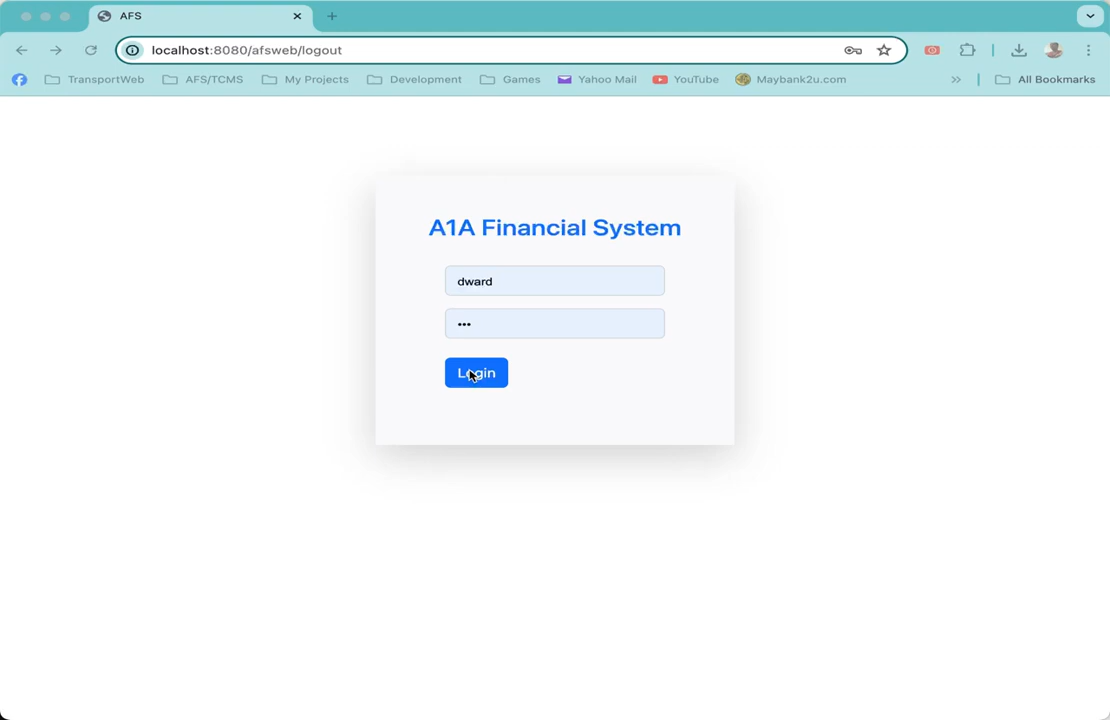 AFS
localhost:8080/afsweb/logout
TransportWeb AFS/TCMS My Projects Development Games Yahoo Mail YouTube Maybank2u.com All Bookmarks
A1A Financial System
dward
•••
Login